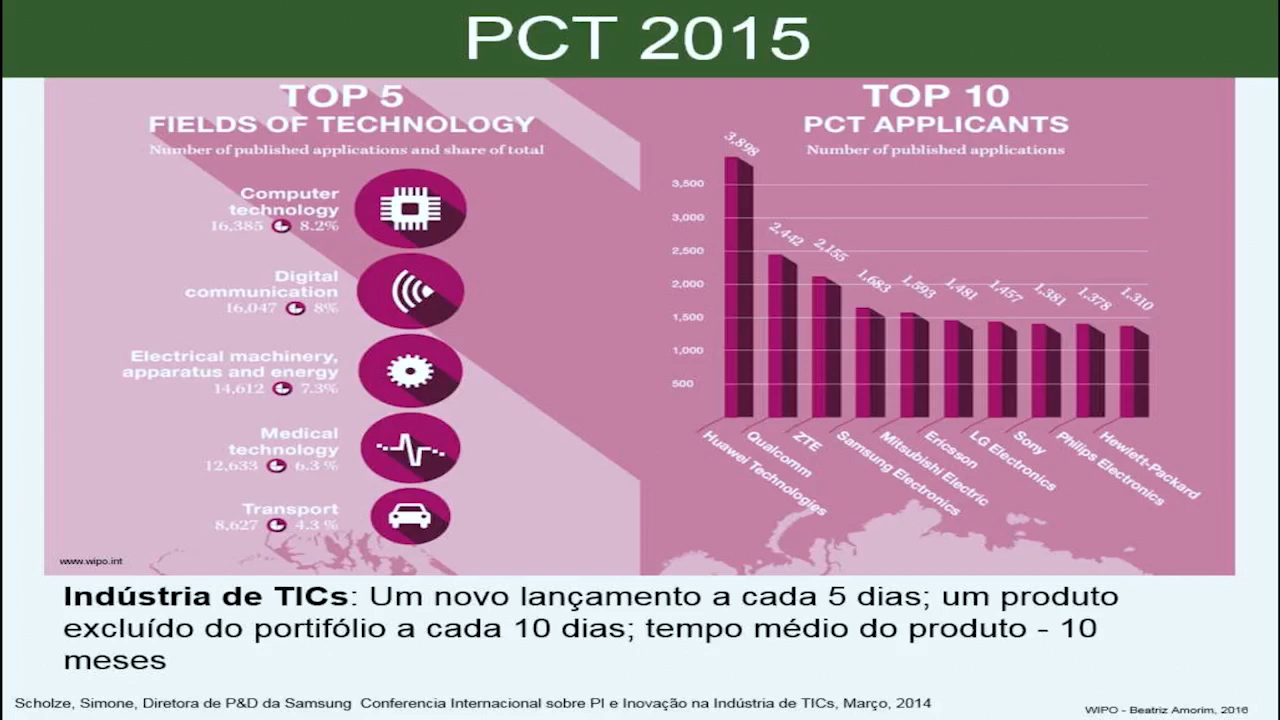 PCT 2015
TOP 5
FIELDS OF TECHNOLOGY
Number of published applications and share of total
Computer
technology
16,385 8.2%
Digital
communication
16,047 8%
Electrical machinery,
apparatus and energy
14,612 7.3%
Medical
technology
12,633 6.3 %
Transport
8,627 4.3 %
www.wipo.int
TOP 10
PCT APPLICANTS
Number of published applications
3,500
3,000
2,500
2,000
1,500
1,000
500
3,898
2,442
2,155
1,683
1,593
1,481
1,457
1,381
1,378
1,310
Huawei Technologies
Qualcomm
ZTE
Samsung Electronics
Mitsubishi Electric
Ericsson
LG Electronics
Sony
Philips Electronics
Hewlett-Packard
Indústria de TICs: Um novo lançamento a cada 5 dias; um produto
excluído do portifólio a cada 10 dias; tempo médio do produto - 10
meses
Scholze, Simone, Diretora de P&D da Samsung Conferencia Internacional sobre PI e Inovação na Indústria de TICs, Março, 2014
WIPO - Beatriz Amorim, 2016